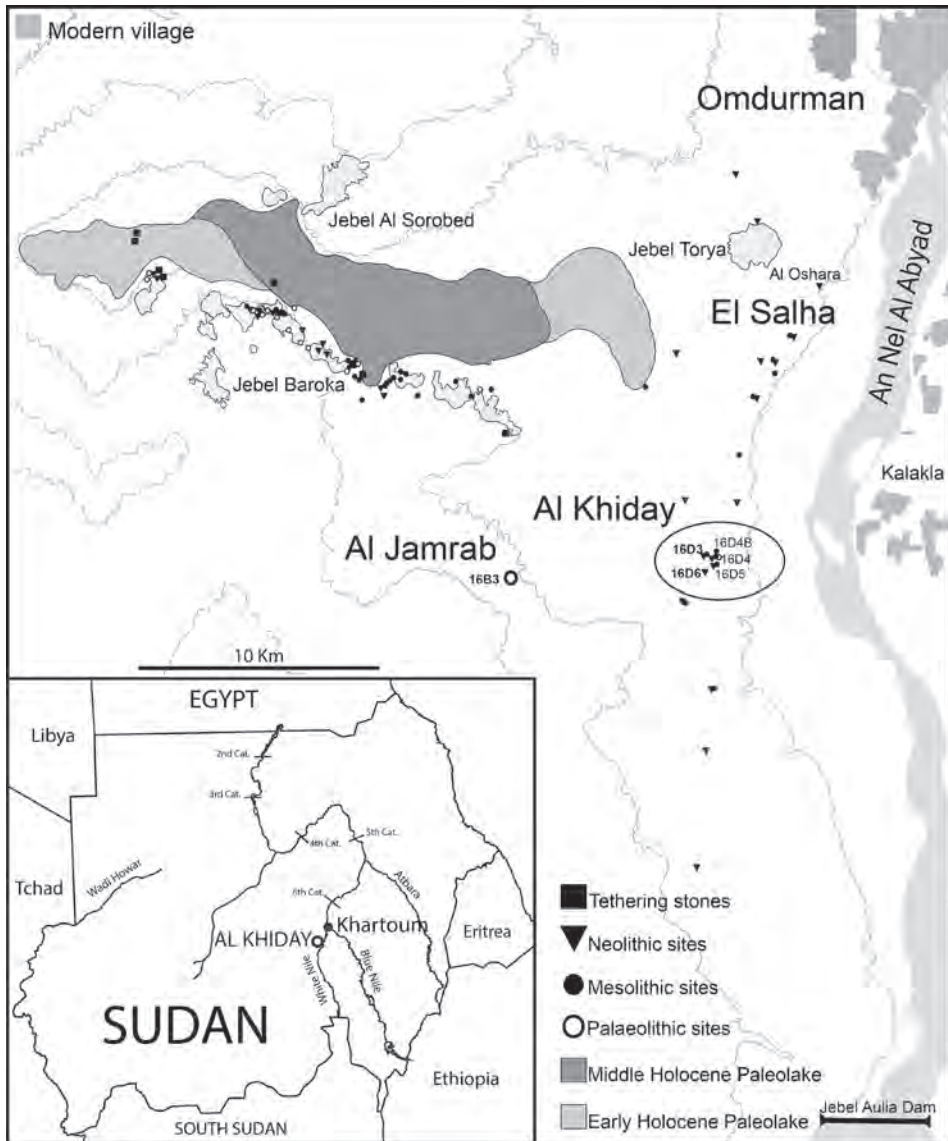 Modern village
Omdurman
Jebel Al Sorobed
Jebel Torya
Al Oshara
El Salha
An Nel Al Abyad
Jebel Baroka
Kalakla
Al Khiday
16D4B
16D3
16D4
16D6
16D5
Al Jamrab
16B3
10 Km
EGYPT
Libya
2nd Cat.
3rd Cat.
4th Cat.
5th Cat.
Tchad
Wadi Howar
Atbara
6th Cat.
Khartoum
Eritrea
AL KHIDAY
White Nile
Blue Nile
SUDAN
Ethiopia
SOUTH SUDAN
Tethering stones
Neolithic sites
Mesolithic sites
Palaeolithic sites
Middle Holocene Paleolake
Early Holocene Paleolake
Jebel Aulia Dam